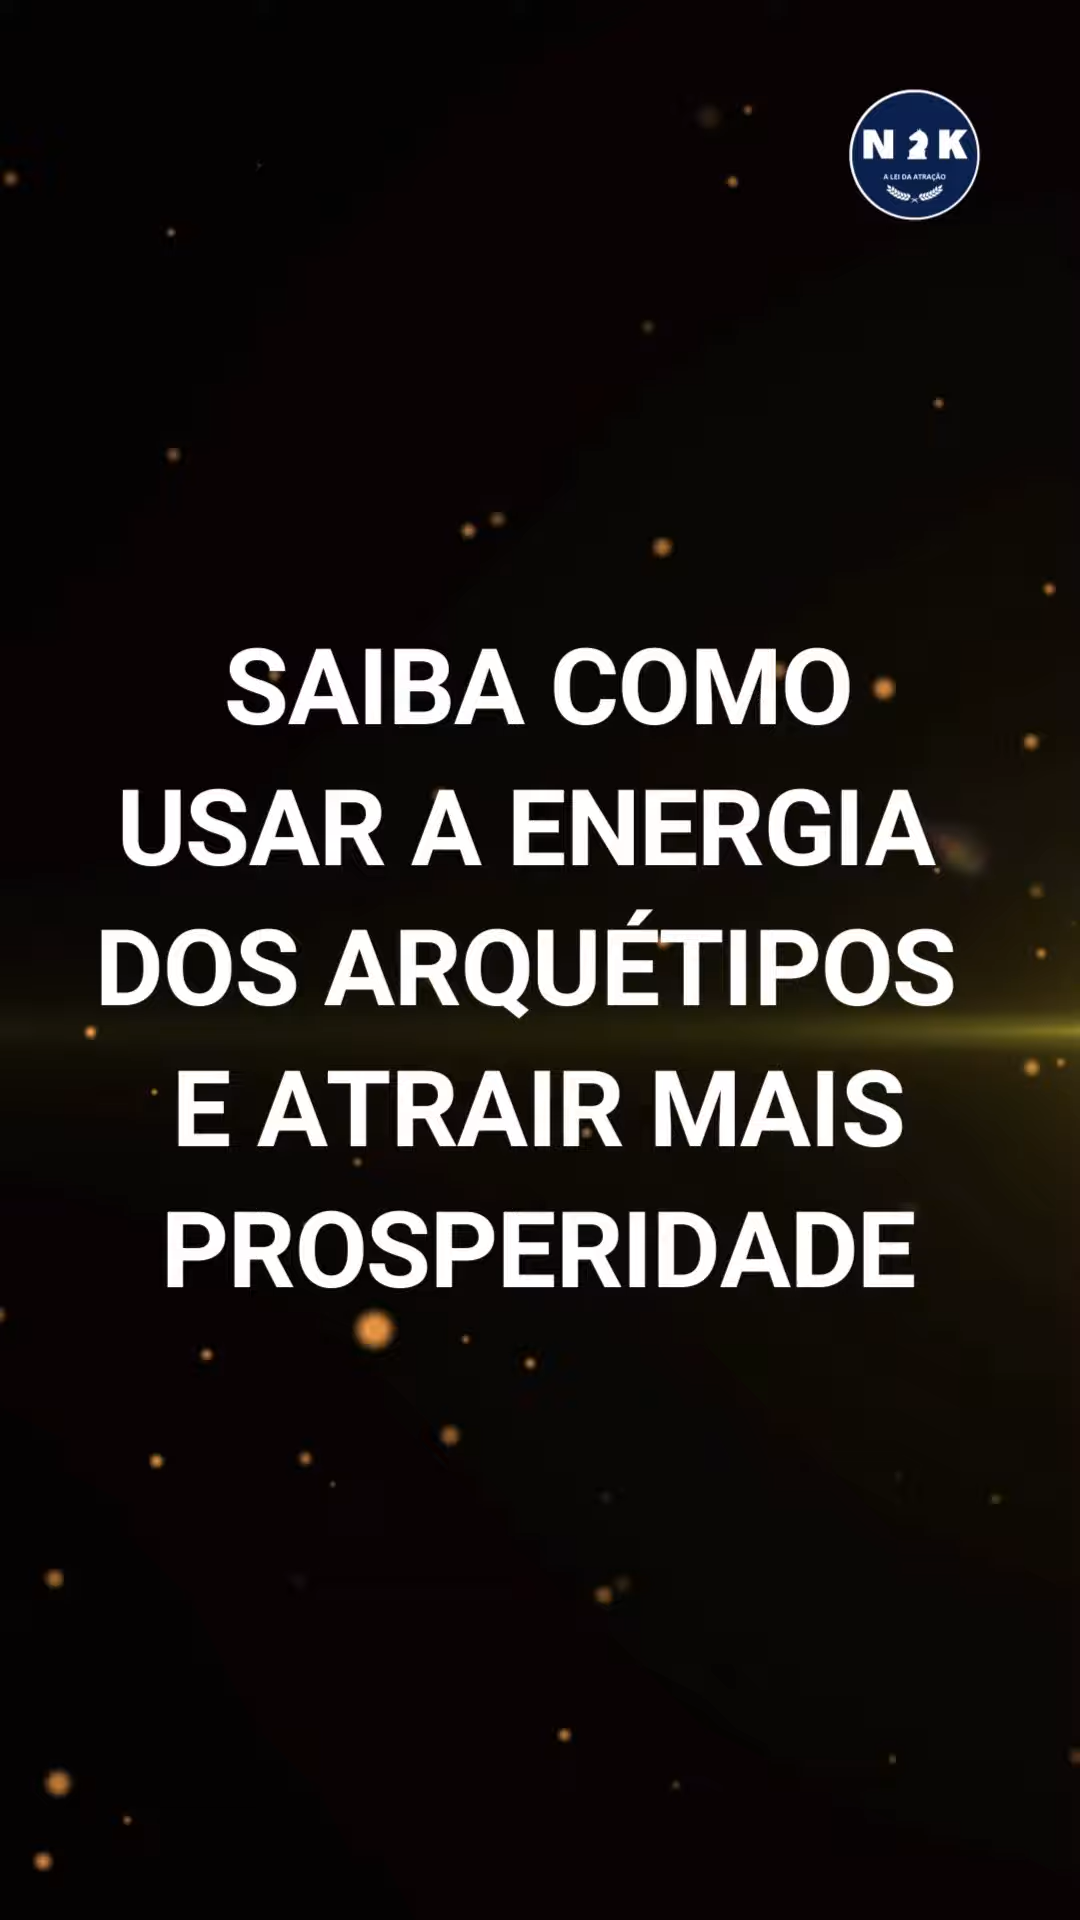 N K
A LEI DA ATRAÇÃO
SAIBA COMO
USAR A ENERGIA
DOS ARQUÉTIPOS
E ATRAIR MAIS
PROSPERIDADE